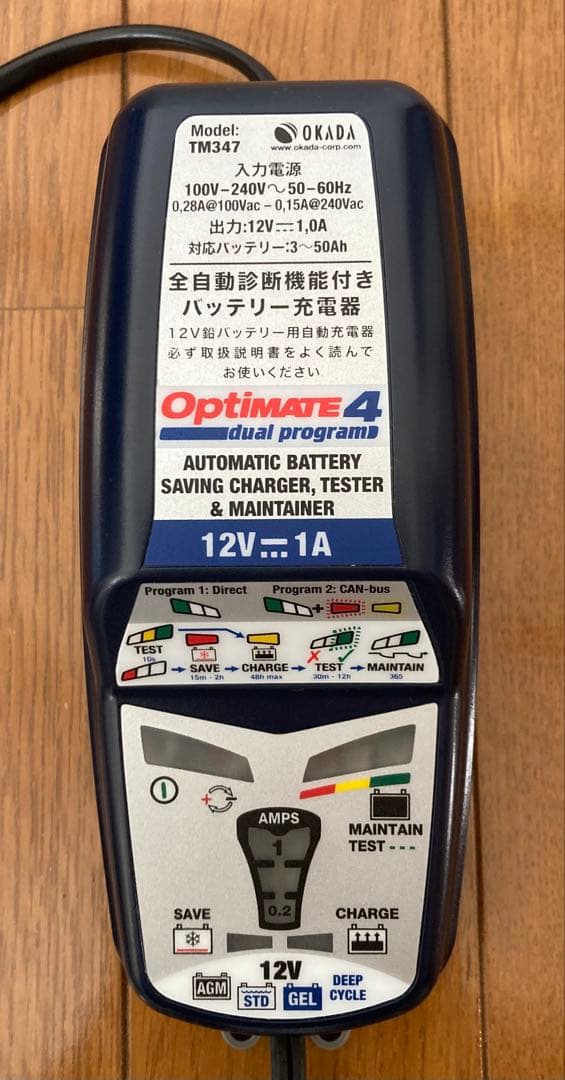 Model: OKADA
TM347 www.okada-corp.com
入力電源
100V-240V~50-60Hz
0,28A@100Vac - 0,15A@240Vac
出力:12V⎓1,0A
対応バッテリー:3~50Ah
全自動診断機能付き
バッテリー充電器
12V鉛バッテリー用自動充電器
必ず取扱説明書をよく読んで
お使いください
OptiMATE 4
dual program
AUTOMATIC BATTERY
SAVING CHARGER, TESTER
& MAINTAINER
12V⎓1A
Program 1: Direct Program 2: CAN-bus
+
TEST
10s
SAVE CHARGE TEST MAINTAIN
15m - 2h 48h max 30m - 12h 365
AMPS
1
0.2
MAINTAIN
TEST - - -
SAVE CHARGE
12V
AGM STD GEL DEEP
CYCLE